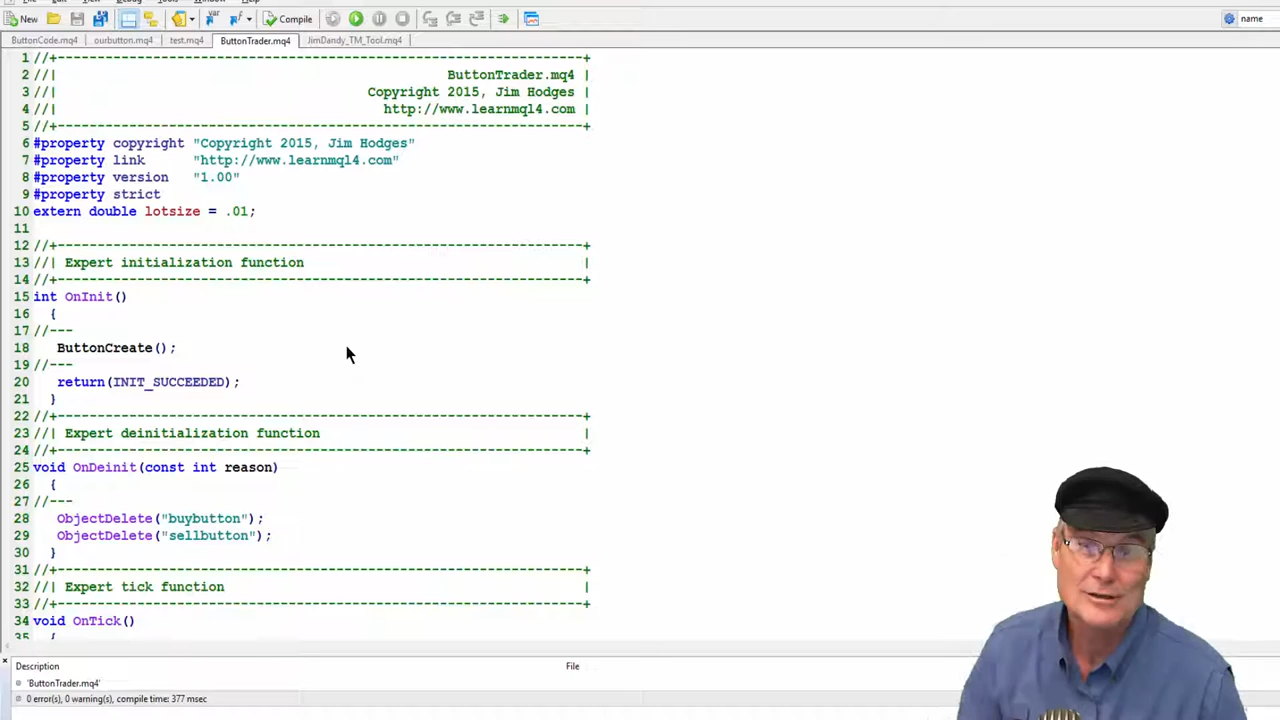 New
Compile
name
ButtonCode.mq4 ourbutton.mq4 test.mq4 ButtonTrader.mq4 JimDandy_TM_Tool.mq4
1 //+------------------------------------------------------------------+
2 //| ButtonTrader.mq4 |
3 //| Copyright 2015, Jim Hodges |
4 //| http://www.learnmql4.com |
5 //+------------------------------------------------------------------+
6 #property copyright "Copyright 2015, Jim Hodges"
7 #property link "http://www.learnmql4.com"
8 #property version "1.00"
9 #property strict
10 extern double lotsize = .01;
11
12 //+------------------------------------------------------------------+
13 //| Expert initialization function |
14 //+------------------------------------------------------------------+
15 int OnInit()
16 {
17 //---
18 ButtonCreate();
19 //---
20 return(INIT_SUCCEEDED);
21 }
22 //+------------------------------------------------------------------+
23 //| Expert deinitialization function |
24 //+------------------------------------------------------------------+
25 void OnDeinit(const int reason)
26 {
27 //---
28 ObjectDelete("buybutton");
29 ObjectDelete("sellbutton");
30 }
31 //+------------------------------------------------------------------+
32 //| Expert tick function |
33 //+------------------------------------------------------------------+
34 void OnTick()
35 {
Description File
'ButtonTrader.mq4'
0 error(s), 0 warning(s), compile time: 377 msec